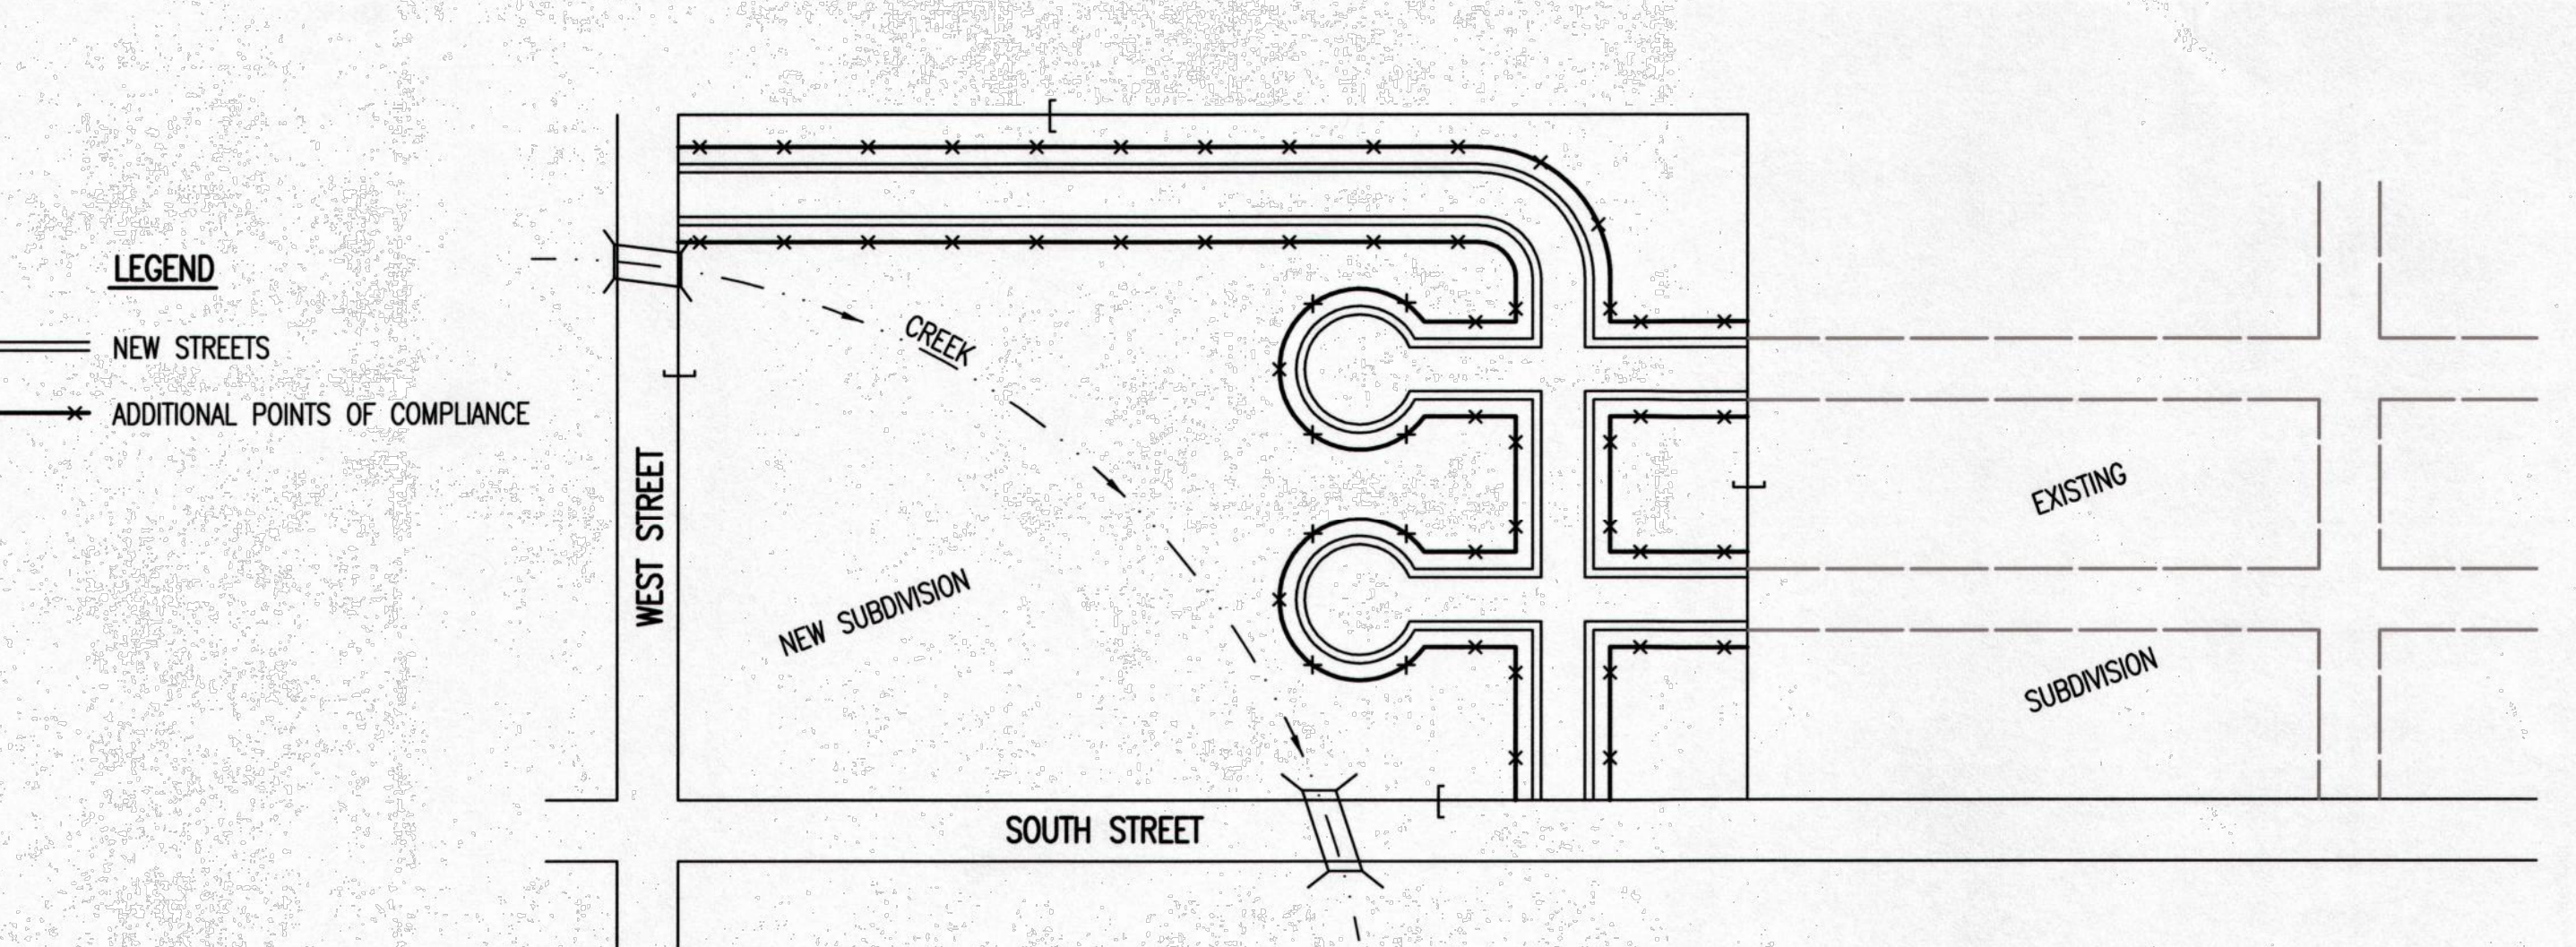 LEGEND
NEW STREETS
ADDITIONAL POINTS OF COMPLIANCE
WEST STREET
CREEK
NEW SUBDIVISION
SOUTH STREET
EXISTING
SUBDIVISION